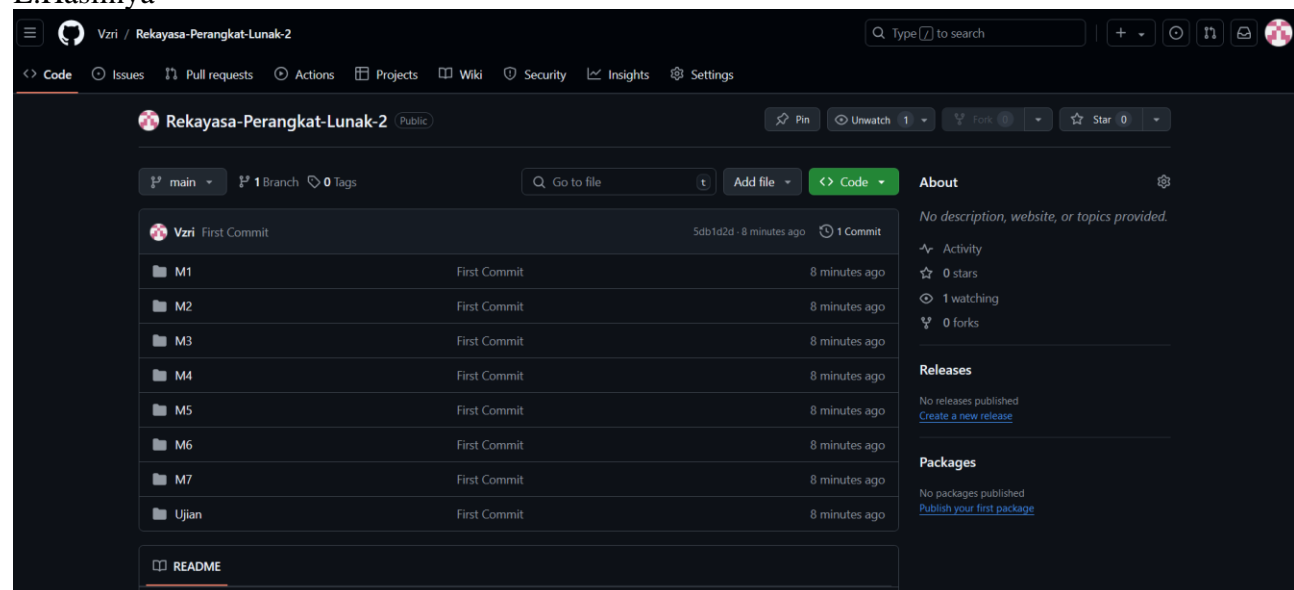 E.Hasilnya
Vzri / Rekayasa-Perangkat-Lunak-2
Type / to search
Code Issues Pull requests Actions Projects Wiki Security Insights Settings
Rekayasa-Perangkat-Lunak-2 Public
Pin Unwatch 1 Fork 0 Star 0
main 1 Branch 0 Tags
Go to file t Add file Code
Vzri First Commit 5db1d2d · 8 minutes ago 1 Commit
M1 First Commit 8 minutes ago
M2 First Commit 8 minutes ago
M3 First Commit 8 minutes ago
M4 First Commit 8 minutes ago
M5 First Commit 8 minutes ago
M6 First Commit 8 minutes ago
M7 First Commit 8 minutes ago
Ujian First Commit 8 minutes ago
README
About
No description, website, or topics provided.
Activity
0 stars
1 watching
0 forks
Releases
No releases published
Create a new release
Packages
No packages published
Publish your first package